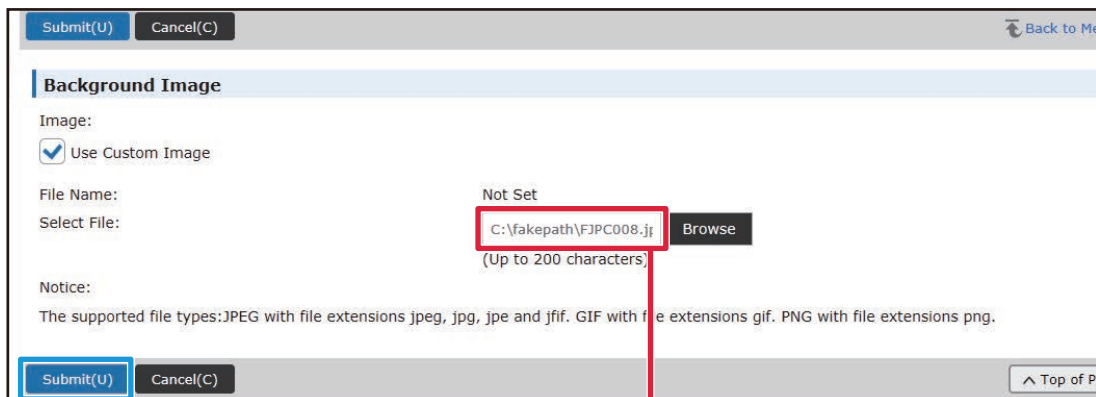 Submit(U) Cancel(C) Back to Me
Background Image
Image:
Use Custom Image
File Name: Not Set
Select File: C:\fakepath\FJPC008.jp Browse
(Up to 200 characters)
Notice:
The supported file types:JPEG with file extensions jpeg, jpg, jpe and jfif. GIF with file extensions gif. PNG with file extensions png.
Submit(U) Cancel(C) Top of P